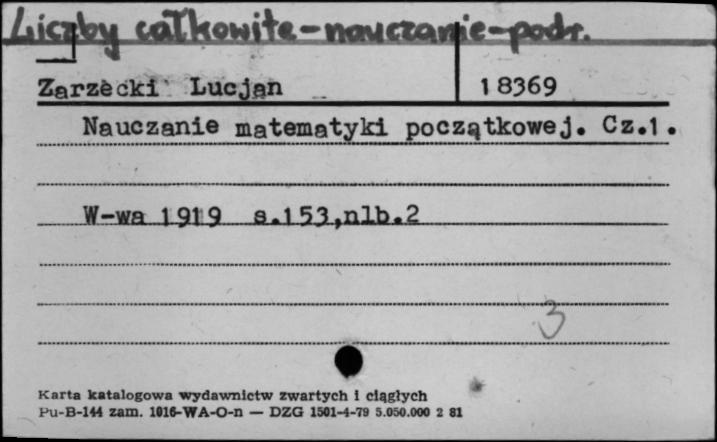 Liczby całkowite-nauczanie-podr.
Zarzecki Lucjan 18369
Nauczanie matematyki początkowej. Cz.1.
W-wa 1919 s.153,nlb.2
3
Karta katalogowa wydawnictw zwartych i ciągłych
Pu-B-144 zam. 1016-WA-O-n — DZG 1501-4-79 5.050.000 2 81